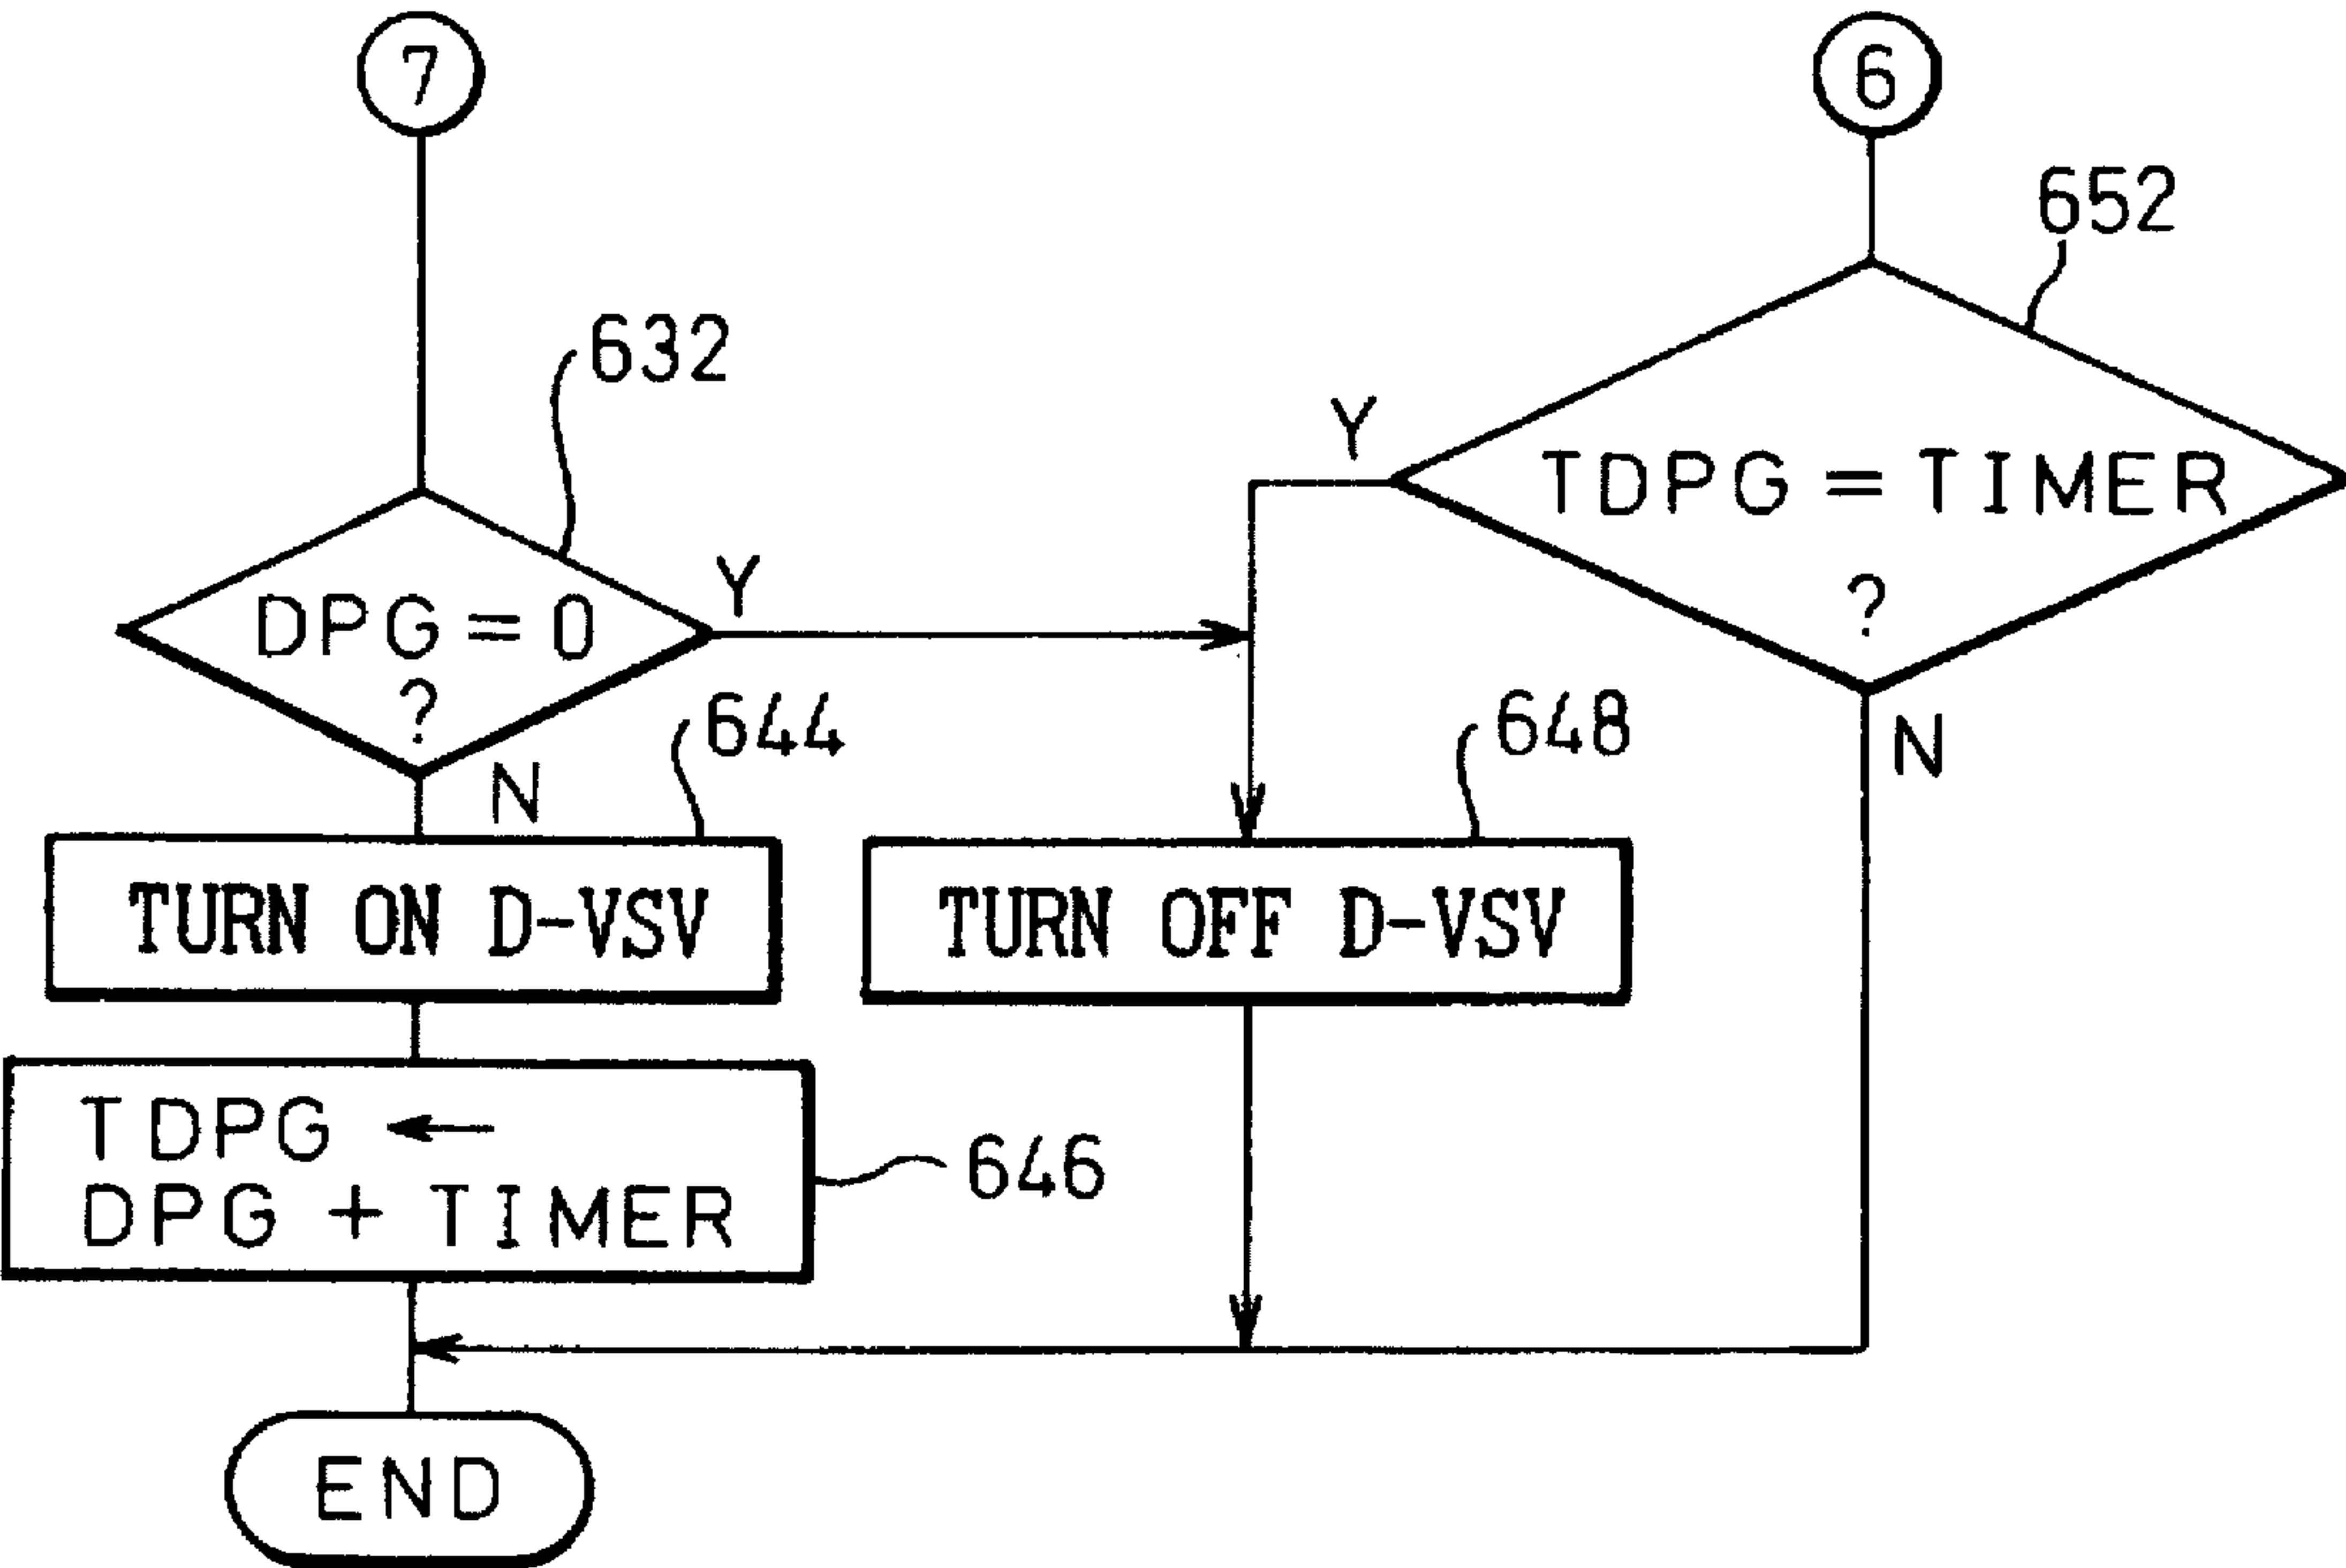 7
6
652
632
Y
TDPG = TIMER
?
Y
DPG = 0
?
N
644
648
N
TURN ON D-VSV
TURN OFF D-VSV
TDPG ←
DPG + TIMER
646
END